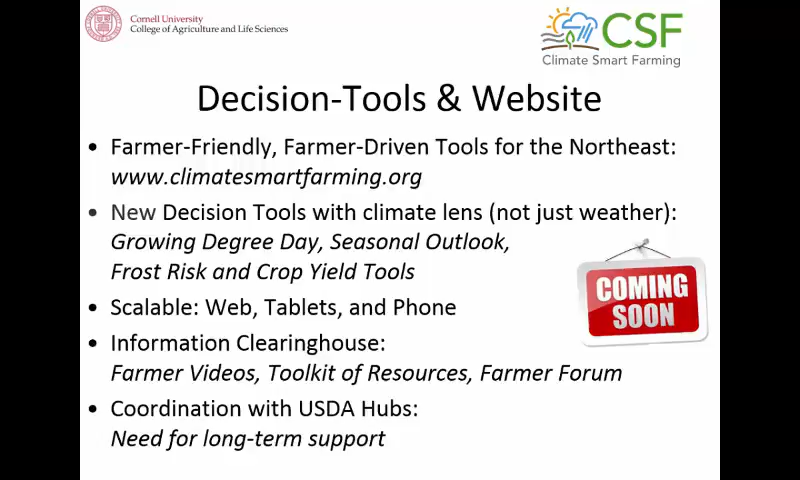 Cornell University
College of Agriculture and Life Sciences
CSF
Climate Smart Farming
Decision-Tools & Website
• Farmer-Friendly, Farmer-Driven Tools for the Northeast:
www.climatesmartfarming.org
• New Decision Tools with climate lens (not just weather):
Growing Degree Day, Seasonal Outlook,
Frost Risk and Crop Yield Tools
COMING
SOON
• Scalable: Web, Tablets, and Phone
• Information Clearinghouse:
Farmer Videos, Toolkit of Resources, Farmer Forum
• Coordination with USDA Hubs:
Need for long-term support